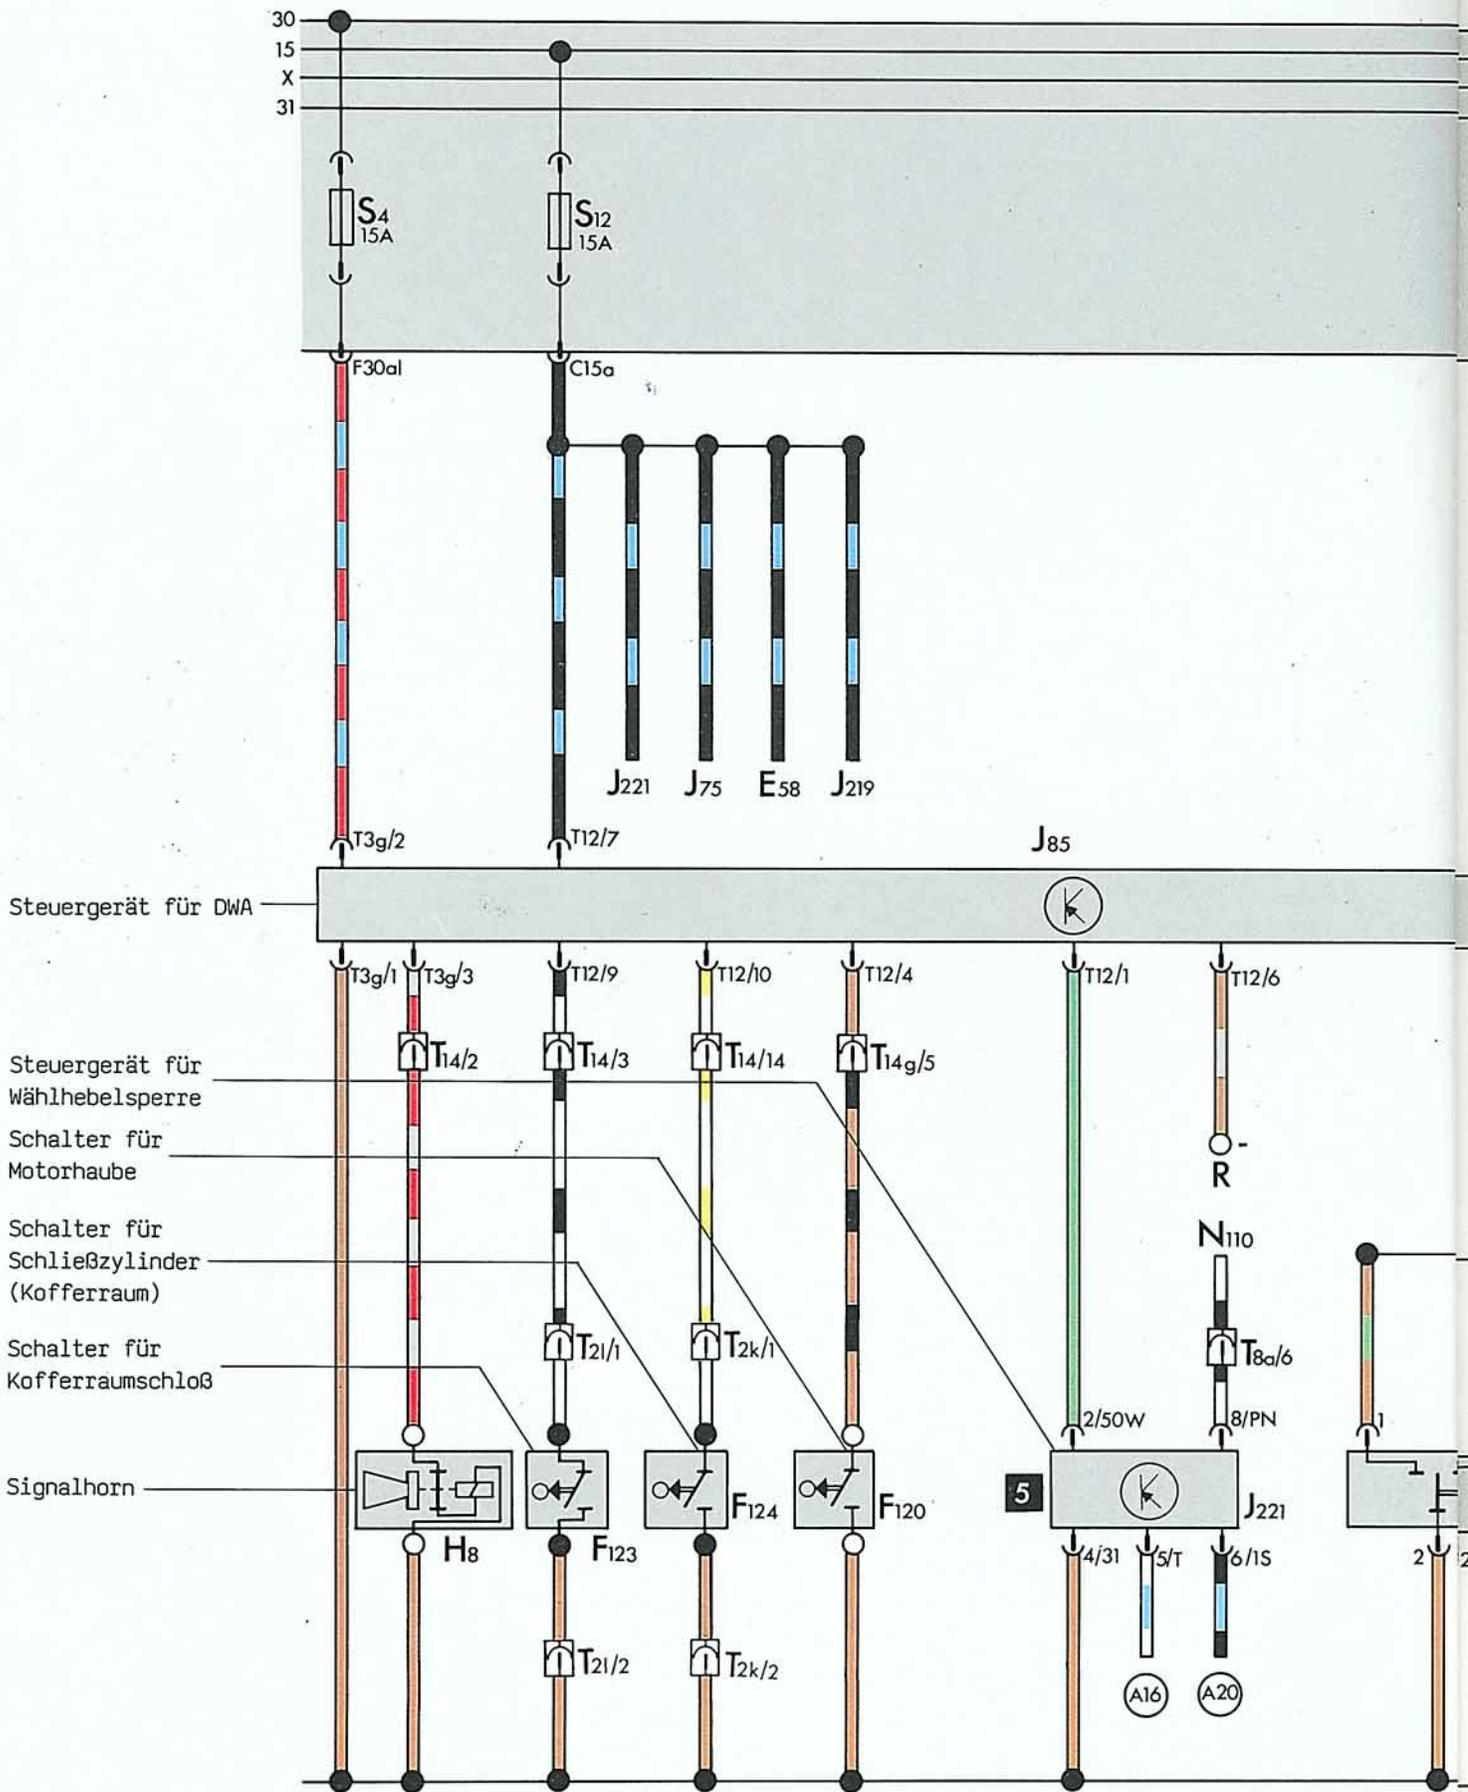 30
15
X
31
S4
15A
S12
15A
F30al
C15a
J221
J75
E58
J219
T3g/2
T12/7
J85
Steuergerät für DWA
T3g/1
T3g/3
T12/9
T12/10
T12/4
T12/1
T12/6
T14/2
T14/3
T14/14
T14g/5
Steuergerät für
Wählhebelsperre
Schalter für
Motorhaube
-
R
Schalter für
Schließzylinder
(Kofferraum)
N110
Schalter für
Kofferraumschloß
T2l/1
T2k/1
T8a/6
2/50W
8/PN
1
Signalhorn
5
H8
F123
F124
F120
J221
4/31
5/T
6/1S
2
T2l/2
T2k/2
A16
A20